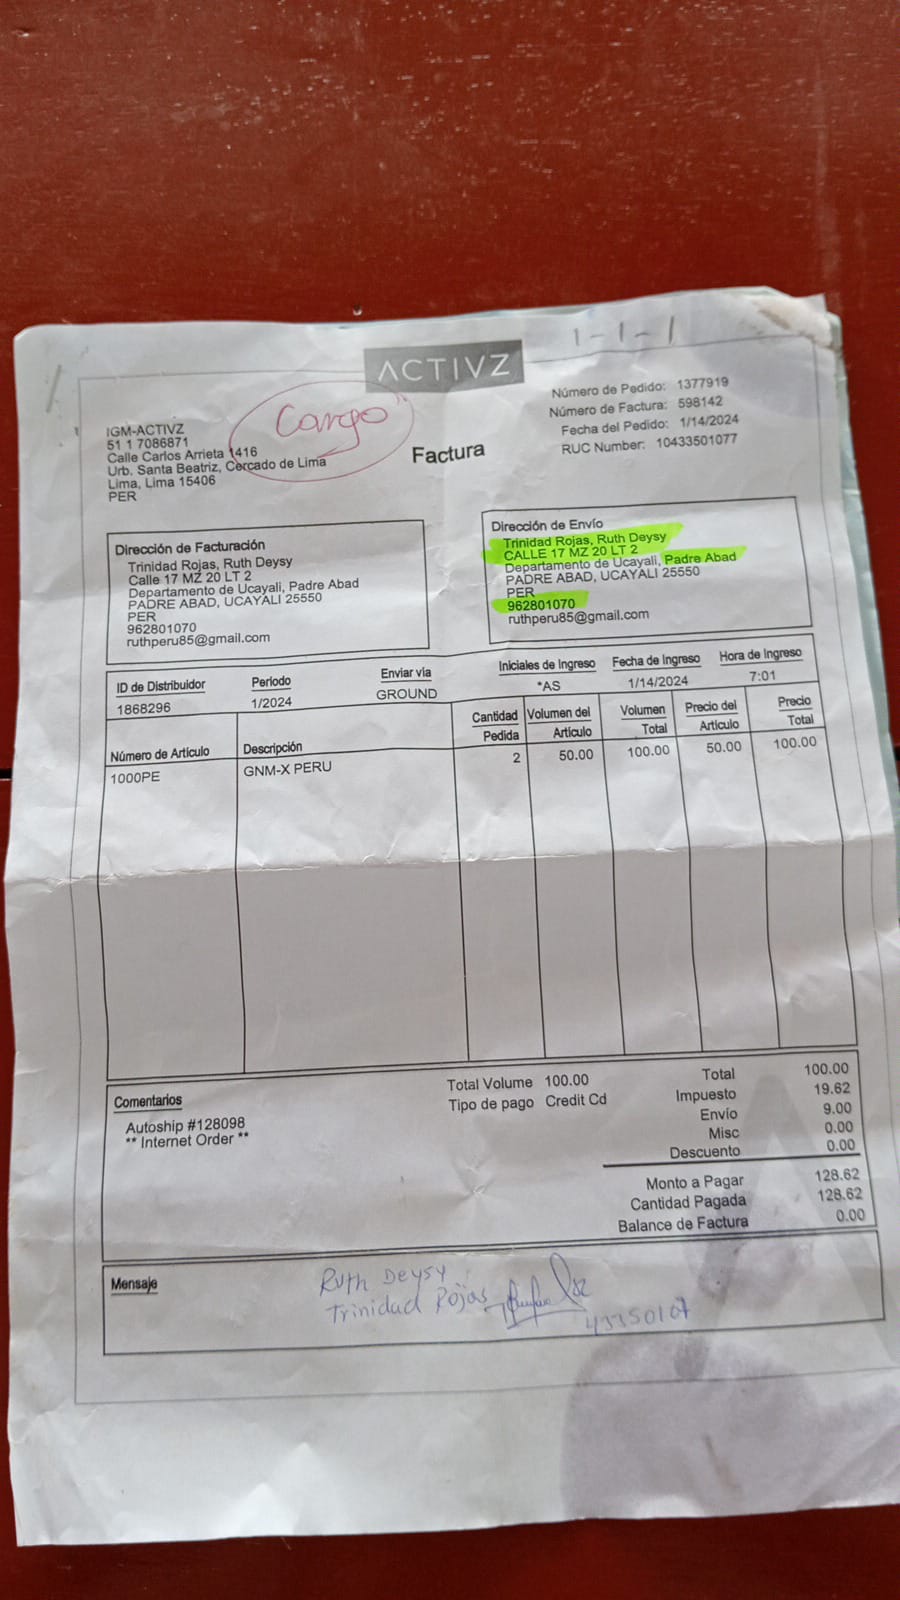 1-1-1
ACTIVZ
Cargo
IGM-ACTIVZ
51 1 7086871
Calle Carlos Arrieta 1416
Urb. Santa Beatriz, Cercado de Lima
Lima, Lima 15406
PER
Factura
Número de Pedido: 1377919
Número de Factura: 598142
Fecha del Pedido: 1/14/2024
RUC Number: 10433501077
Dirección de Facturación
Trinidad Rojas, Ruth Deysy
Calle 17 MZ 20 LT 2
Departamento de Ucayali, Padre Abad
PADRE ABAD, UCAYALI 25550
PER
962801070
ruthperu85@gmail.com
Dirección de Envío
Trinidad Rojas, Ruth Deysy
CALLE 17 MZ 20 LT 2
Departamento de Ucayali, Padre Abad
PADRE ABAD, UCAYALI 25550
PER
962801070
ruthperu85@gmail.com
ID de Distribuidor Periodo Enviar vía Iniciales de Ingreso Fecha de Ingreso Hora de Ingreso
1868296 1/2024 GROUND *AS 1/14/2024 7:01
Número de Artículo Descripción Cantidad Pedida Volumen del Artículo Volumen Total Precio del Artículo Precio Total
1000PE GNM-X PERU 2 50.00 100.00 50.00 100.00
Comentarios
Autoship #128098
** Internet Order **
Total Volume 100.00
Tipo de pago Credit Cd
Total 100.00
Impuesto 19.62
Envío 9.00
Misc 0.00
Descuento 0.00
Monto a Pagar 128.62
Cantidad Pagada 128.62
Balance de Factura 0.00
Mensaje
Ruth Deysy
Trinidad Rojas
43350107